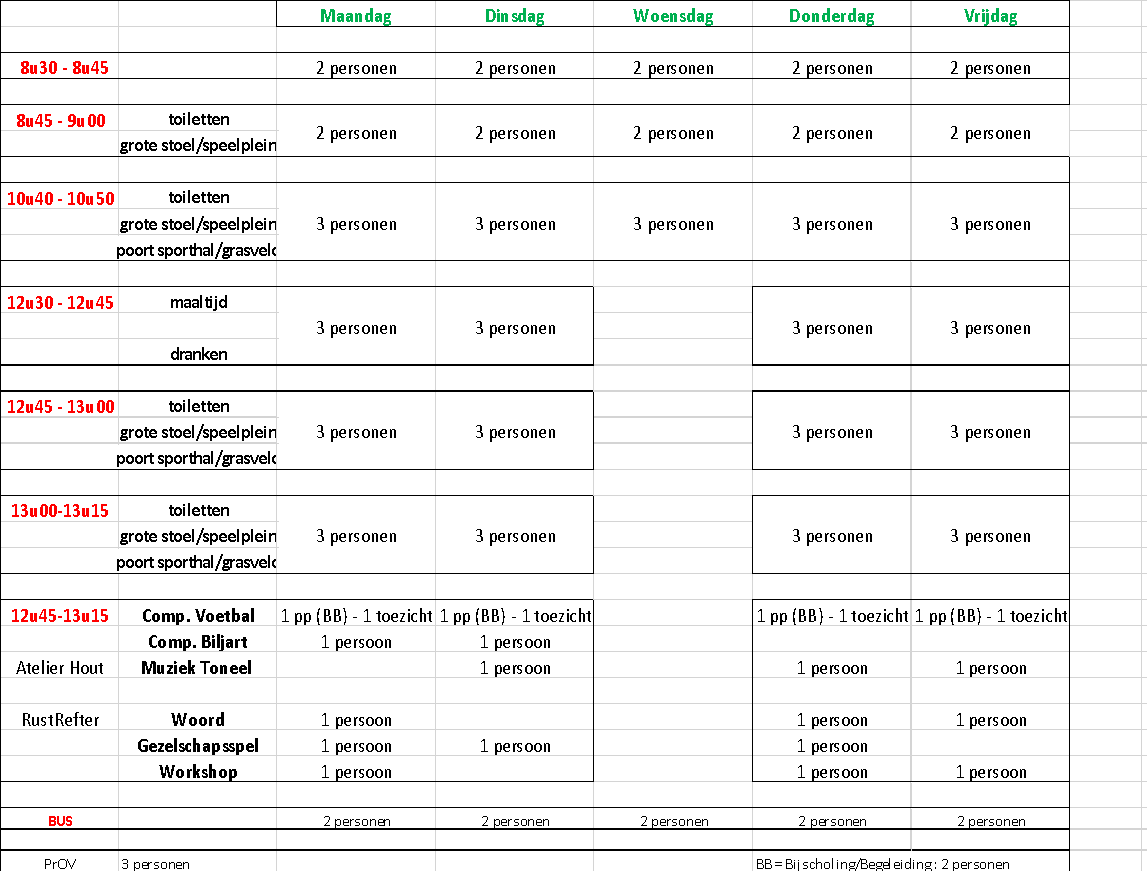 Maandag Dinsdag Woensdag Donderdag Vrijdag
8u30 - 8u45 2 personen 2 personen 2 personen 2 personen 2 personen
8u45 - 9u00 toiletten
2 personen 2 personen 2 personen 2 personen 2 personen
grote stoel/speelplein
10u40 - 10u50 toiletten
grote stoel/speelplein 3 personen 3 personen 3 personen 3 personen 3 personen
poort sporthal/grasveld
12u30 - 12u45 maaltijd
3 personen 3 personen 3 personen 3 personen
dranken
12u45 - 13u00 toiletten
grote stoel/speelplein 3 personen 3 personen 3 personen 3 personen
poort sporthal/grasveld
13u00-13u15 toiletten
grote stoel/speelplein 3 personen 3 personen 3 personen 3 personen
poort sporthal/grasveld
12u45-13u15 Comp. Voetbal 1 pp (BB) - 1 toezicht 1 pp (BB) - 1 toezicht 1 pp (BB) - 1 toezicht 1 pp (BB) - 1 toezicht
Comp. Biljart 1 persoon 1 persoon
Atelier Hout Muziek Toneel 1 persoon 1 persoon 1 persoon
RustRefter Woord 1 persoon 1 persoon 1 persoon
Gezelschapsspel 1 persoon 1 persoon 1 persoon
Workshop 1 persoon 1 persoon 1 persoon
BUS 2 personen 2 personen 2 personen 2 personen 2 personen
PrOV 3 personen BB= Bijscholing/Begeleiding: 2 personen